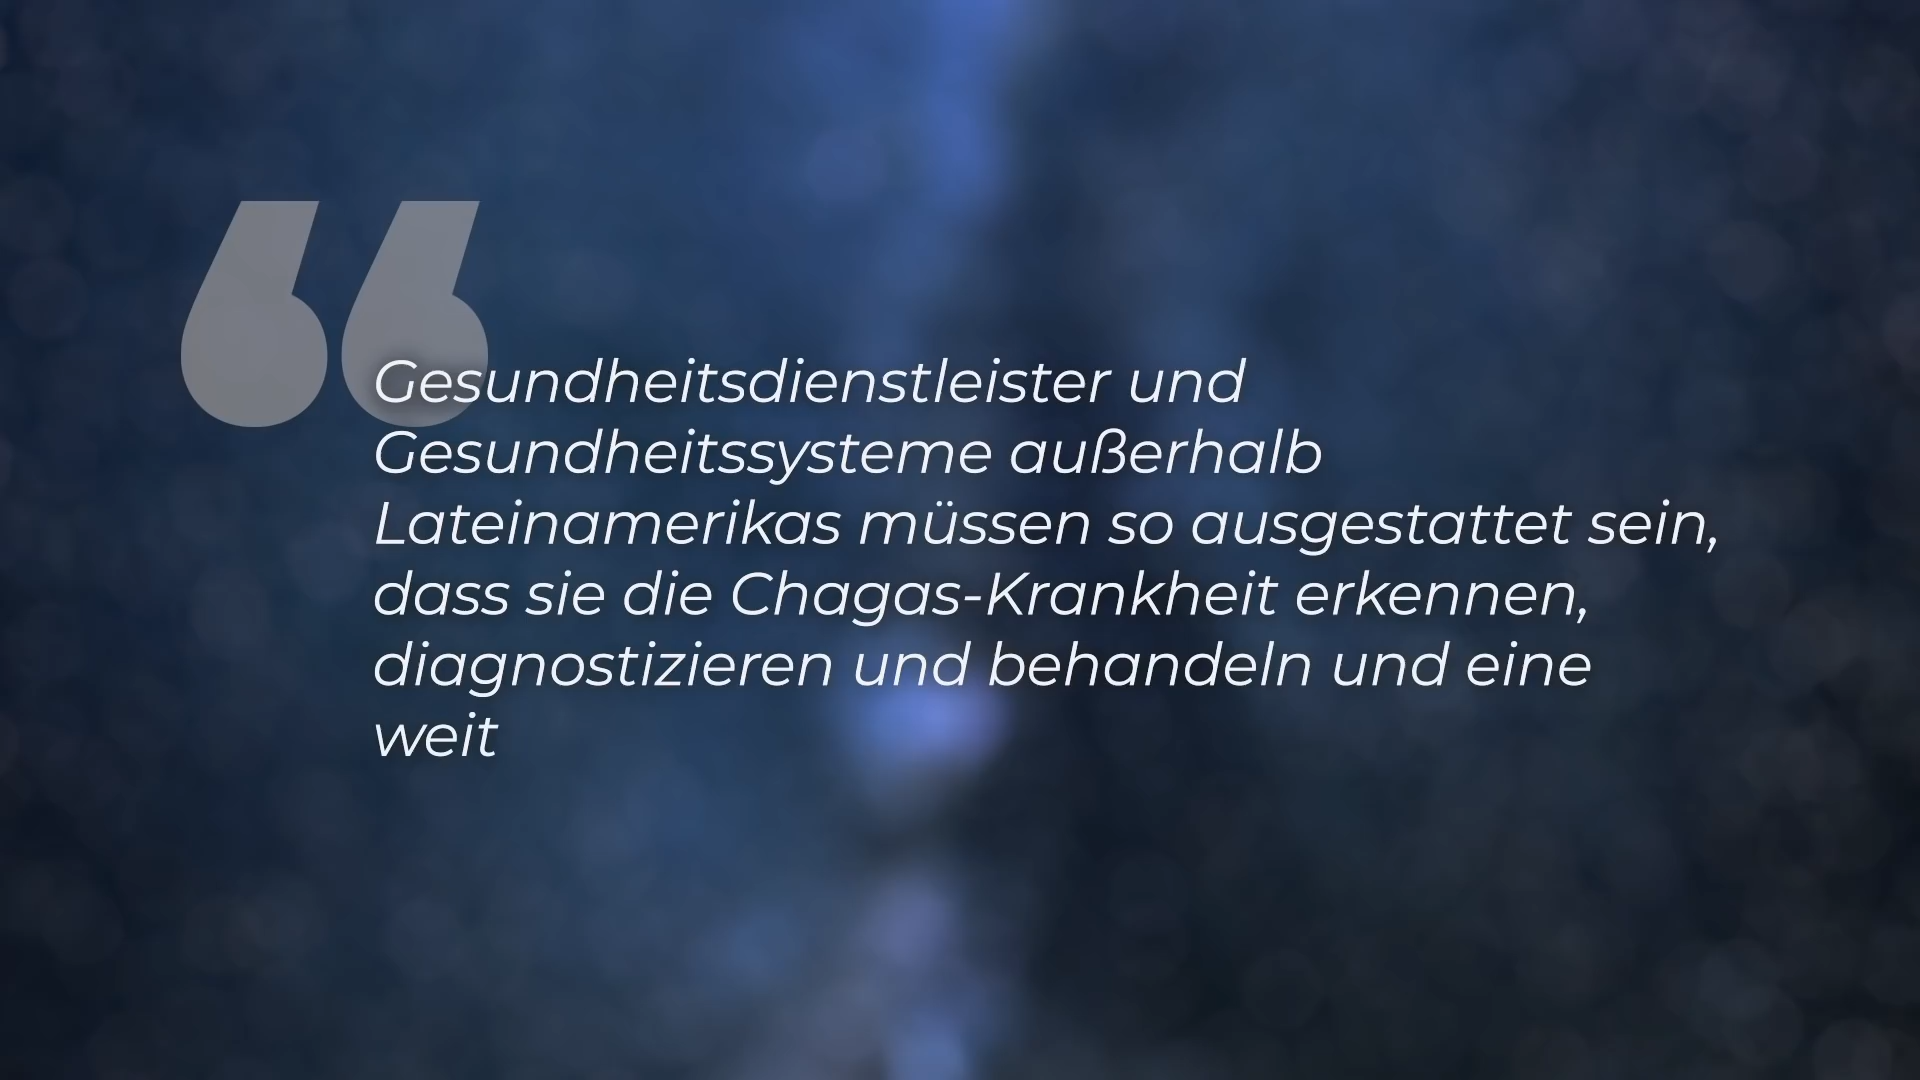 Gesundheitsdienstleister und
Gesundheitssysteme außerhalb
Lateinamerikas müssen so ausgestattet sein,
dass sie die Chagas-Krankheit erkennen,
diagnostizieren und behandeln und eine
weit